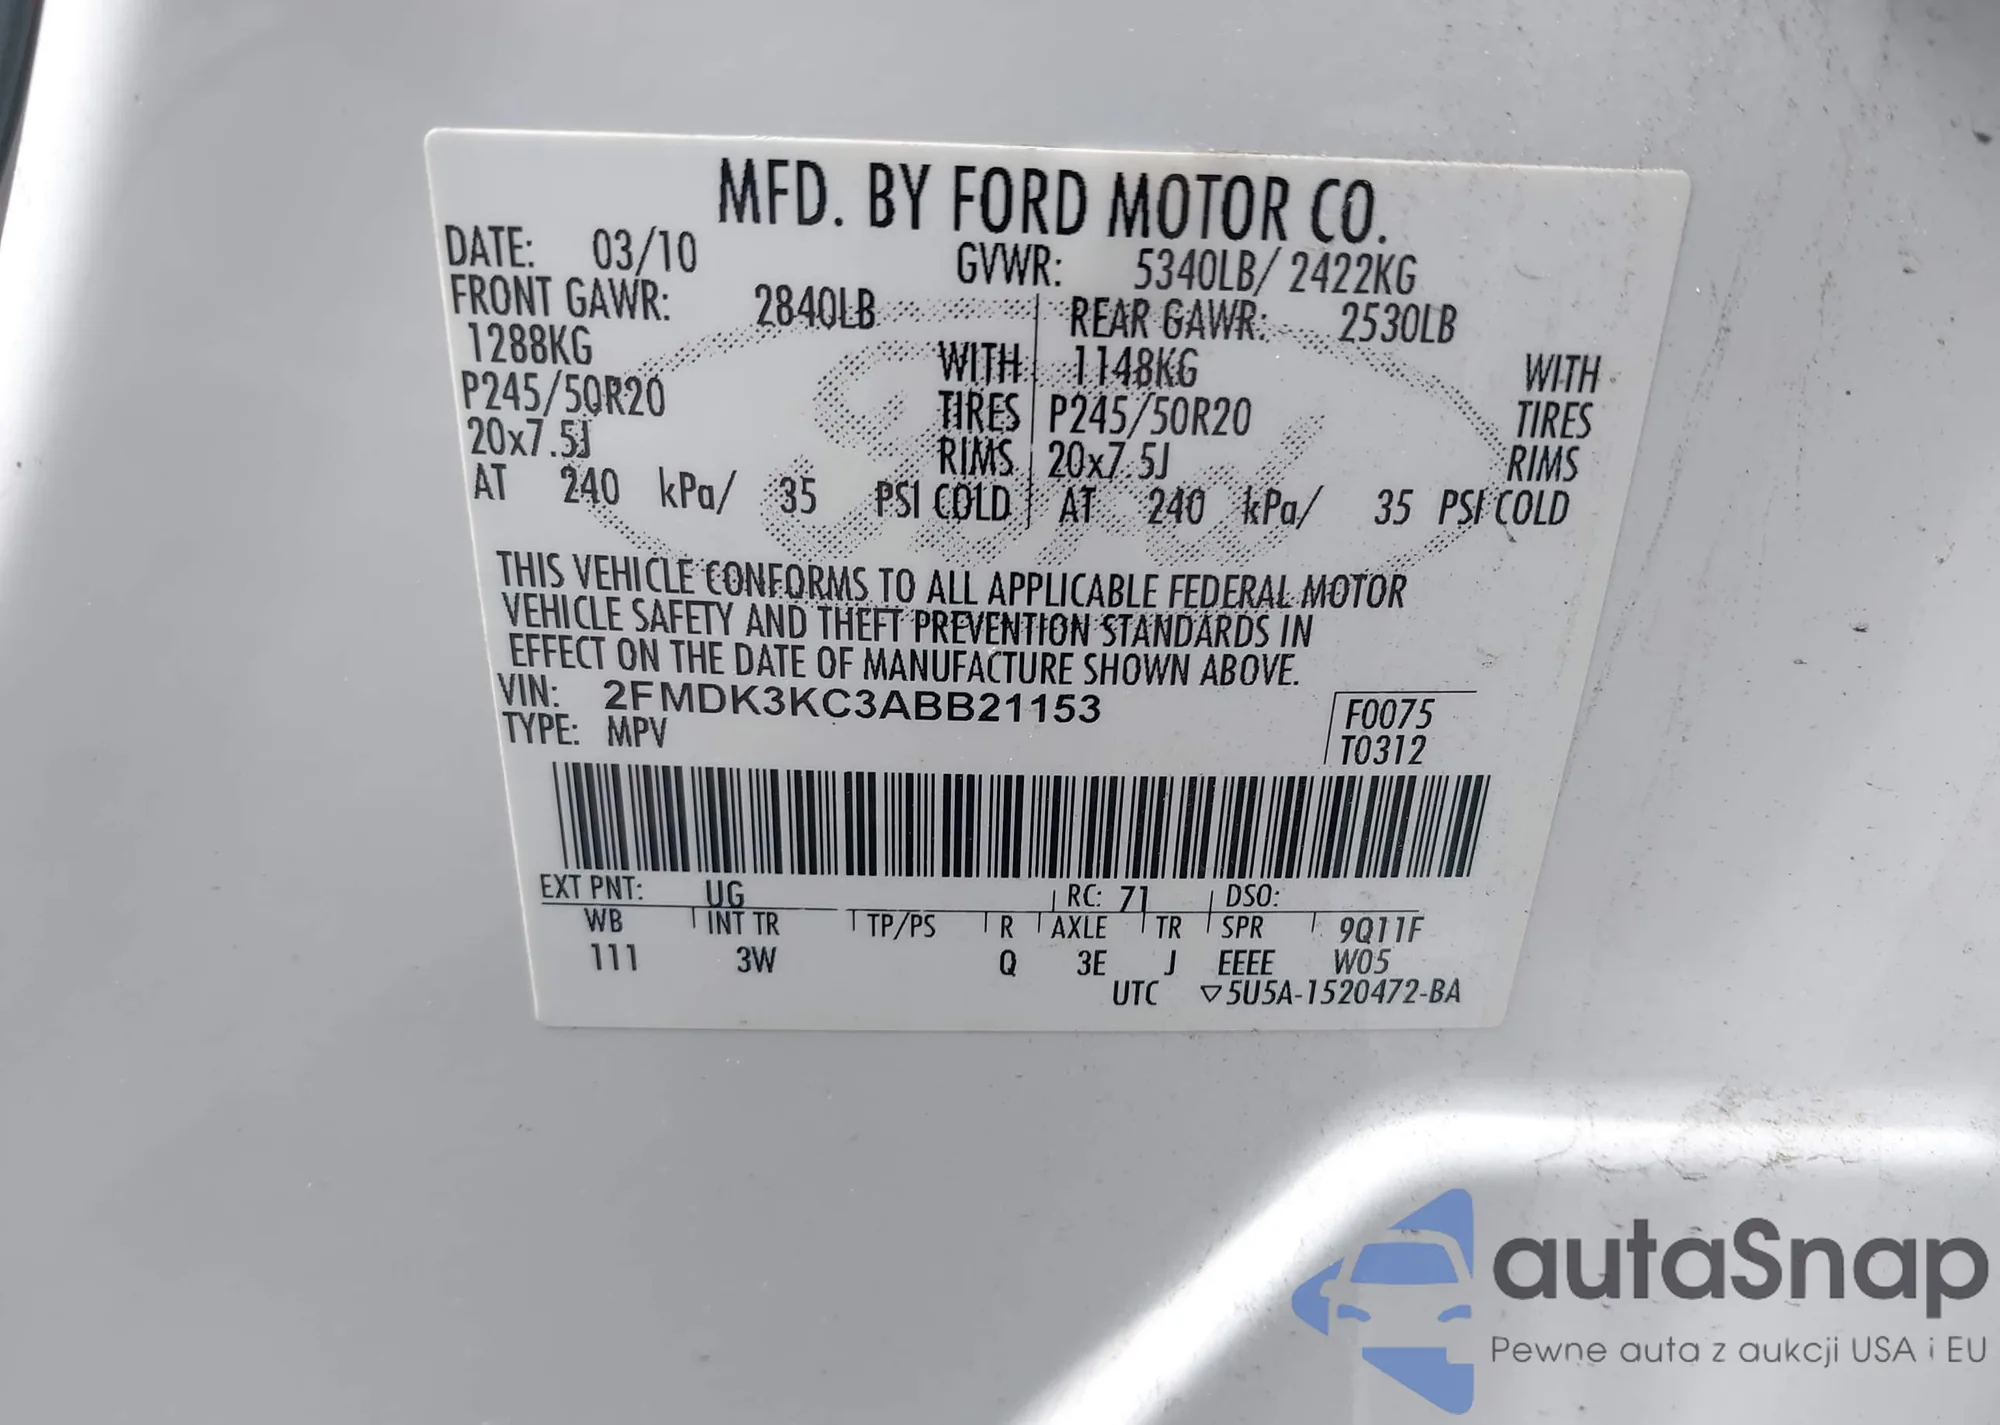 MFD. BY FORD MOTOR CO.
DATE: 03/10 GVWR: 5340LB/ 2422KG
FRONT GAWR: 2840LB REAR GAWR: 2530LB
1288KG WITH 1148KG WITH
P245/50R20 TIRES P245/50R20 TIRES
20x7.5J RIMS 20x7.5J RIMS
AT 240 kPa/ 35 PSI COLD AT 240 kPa/ 35 PSI COLD
Ford
THIS VEHICLE CONFORMS TO ALL APPLICABLE FEDERAL MOTOR
VEHICLE SAFETY AND THEFT PREVENTION STANDARDS IN
EFFECT ON THE DATE OF MANUFACTURE SHOWN ABOVE.
VIN: 2FMDK3KC3ABB21153 F0075
TYPE: MPV T0312
EXT PNT: UG RC: 71 DSO:
WB INT TR TP/PS R AXLE TR SPR 9Q11F
111 3W Q 3E J EEEE W05
UTC ▽5U5A-1520472-BA
autaSnap
Pewne auta z aukcji USA i EU